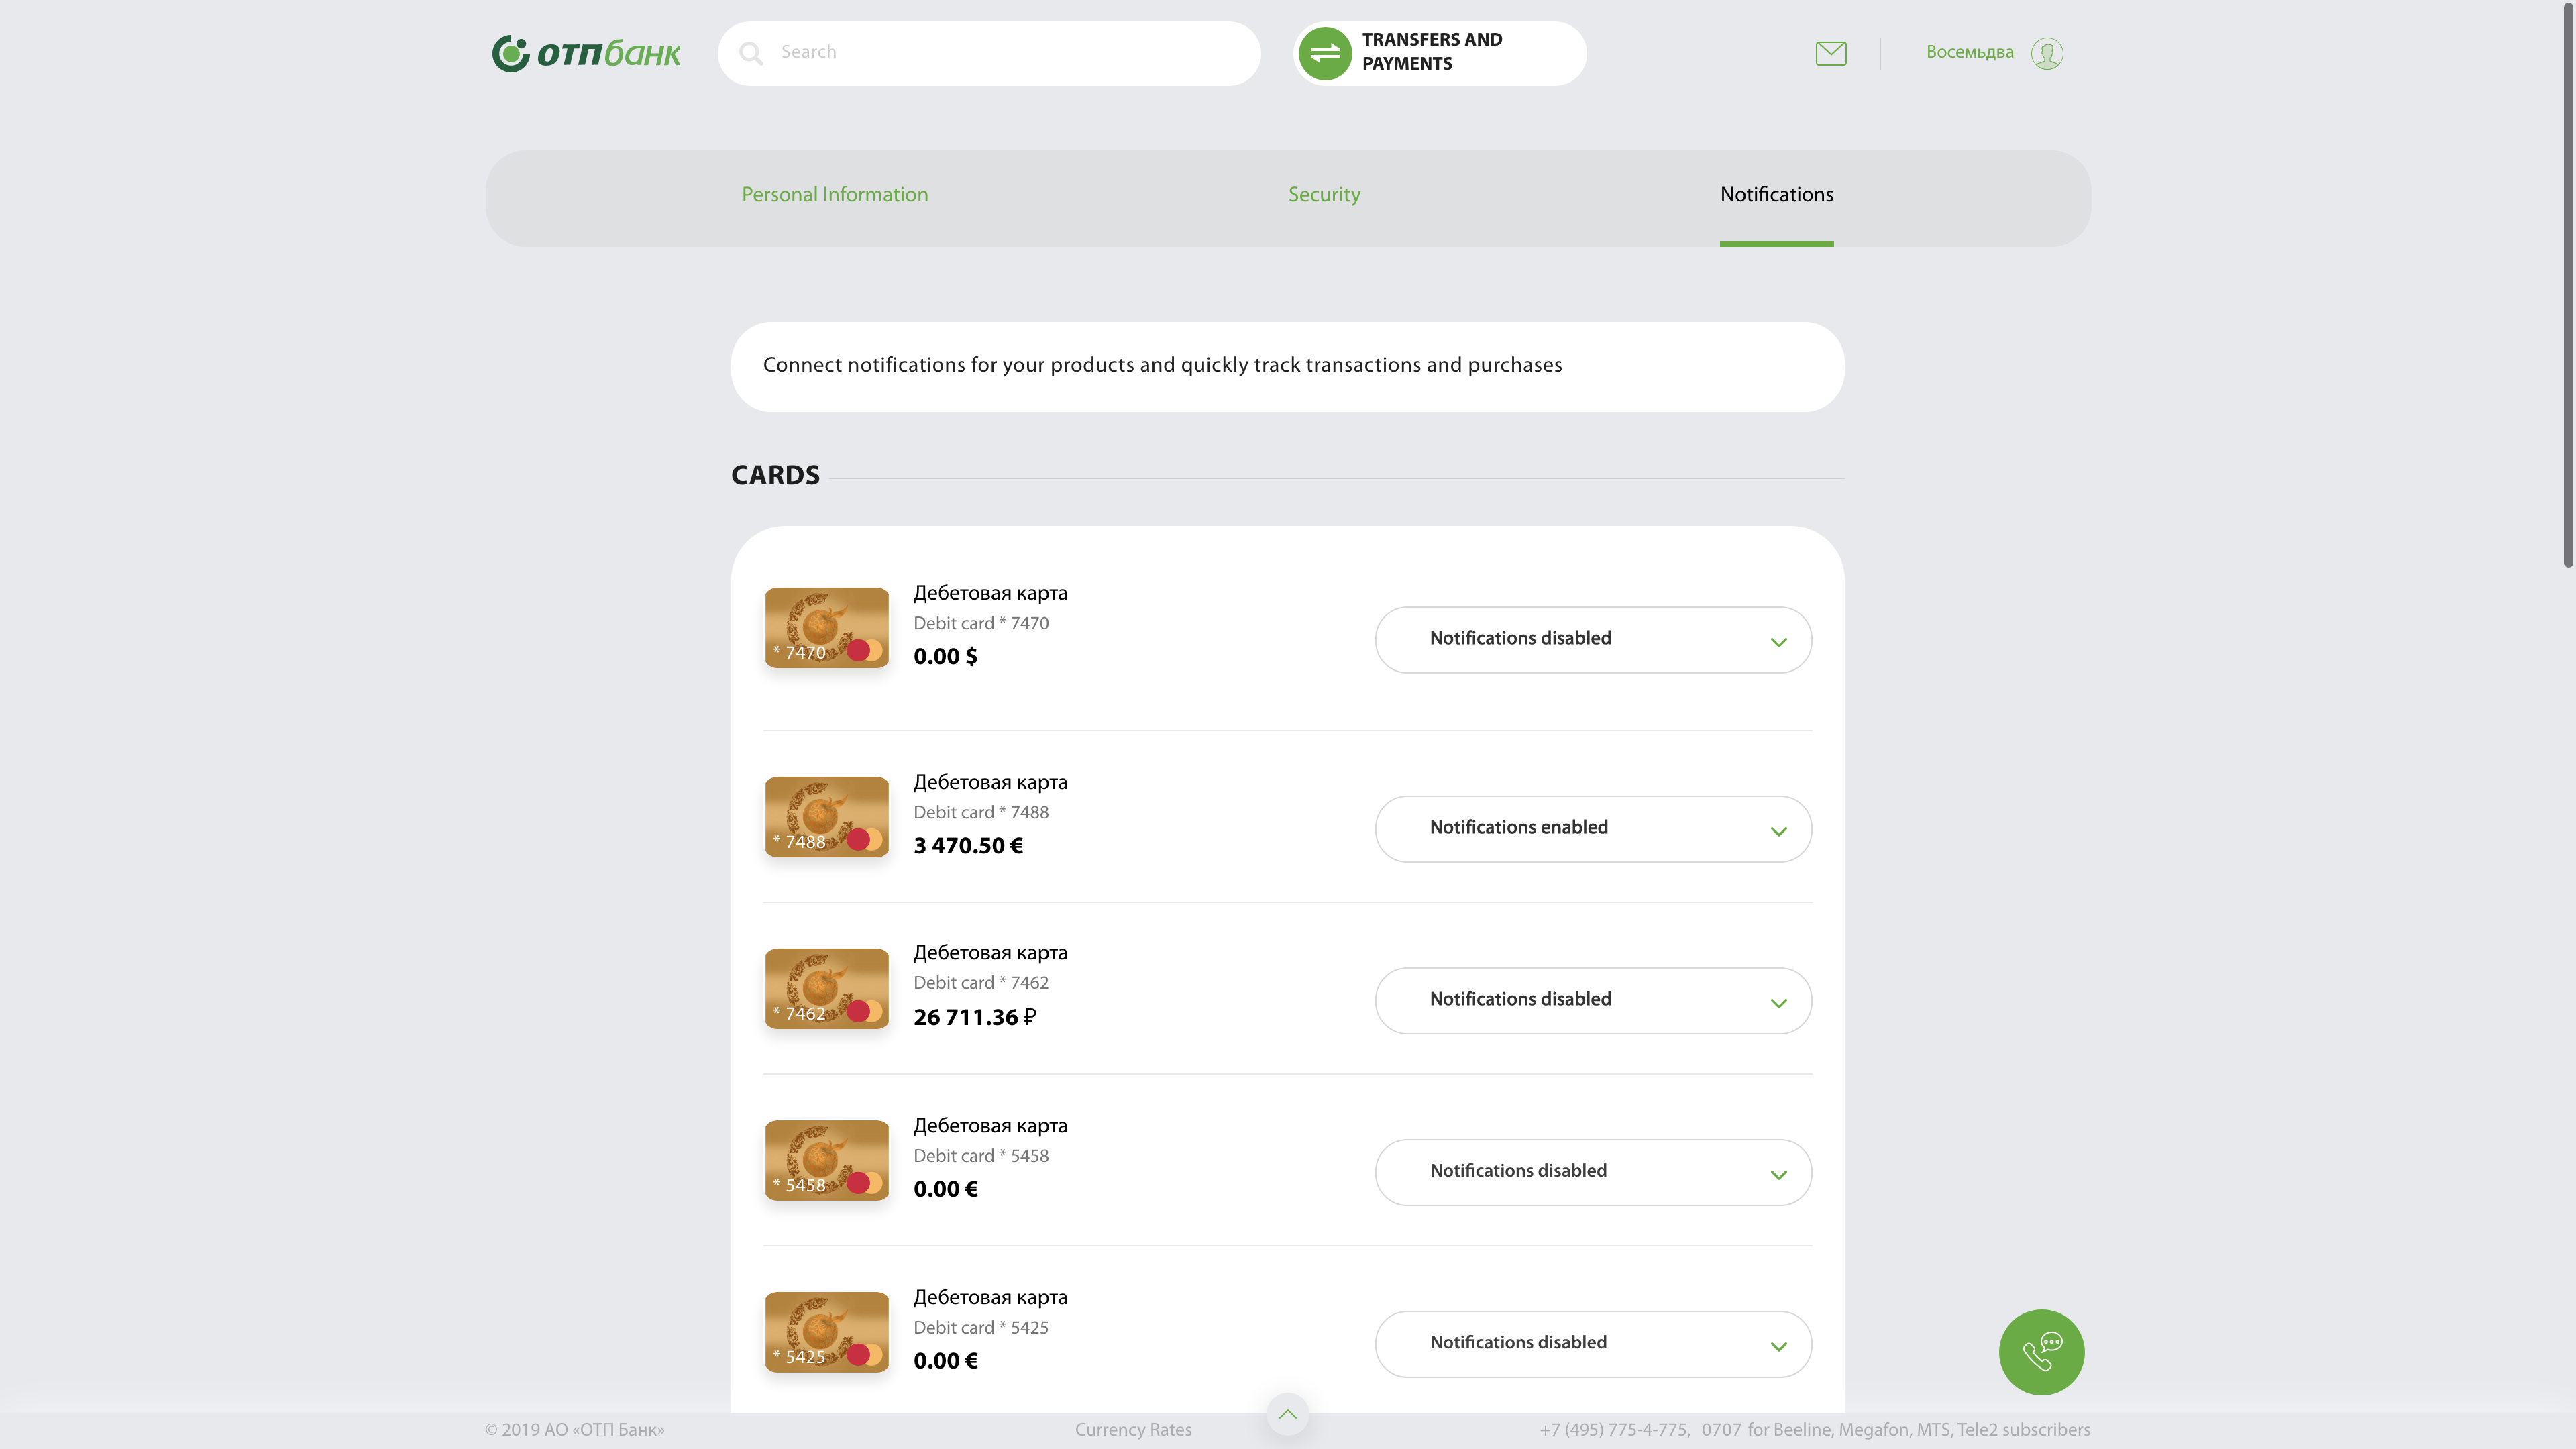 отпбанк
Search
TRANSFERS AND
PAYMENTS
Восемьдва
Personal Information
Security
Notifications
Connect notifications for your products and quickly track transactions and purchases
CARDS
* 7470
Дебетовая карта
Debit card * 7470
0.00 $
Notifications disabled
* 7488
Дебетовая карта
Debit card * 7488
3 470.50 €
Notifications enabled
* 7462
Дебетовая карта
Debit card * 7462
26 711.36 ₽
Notifications disabled
* 5458
Дебетовая карта
Debit card * 5458
0.00 €
Notifications disabled
* 5425
Дебетовая карта
Debit card * 5425
0.00 €
Notifications disabled
© 2019 АО «ОТП Банк»
Currency Rates
+7 (495) 775-4-775, 0707 for Beeline, Megafon, MTS, Tele2 subscribers